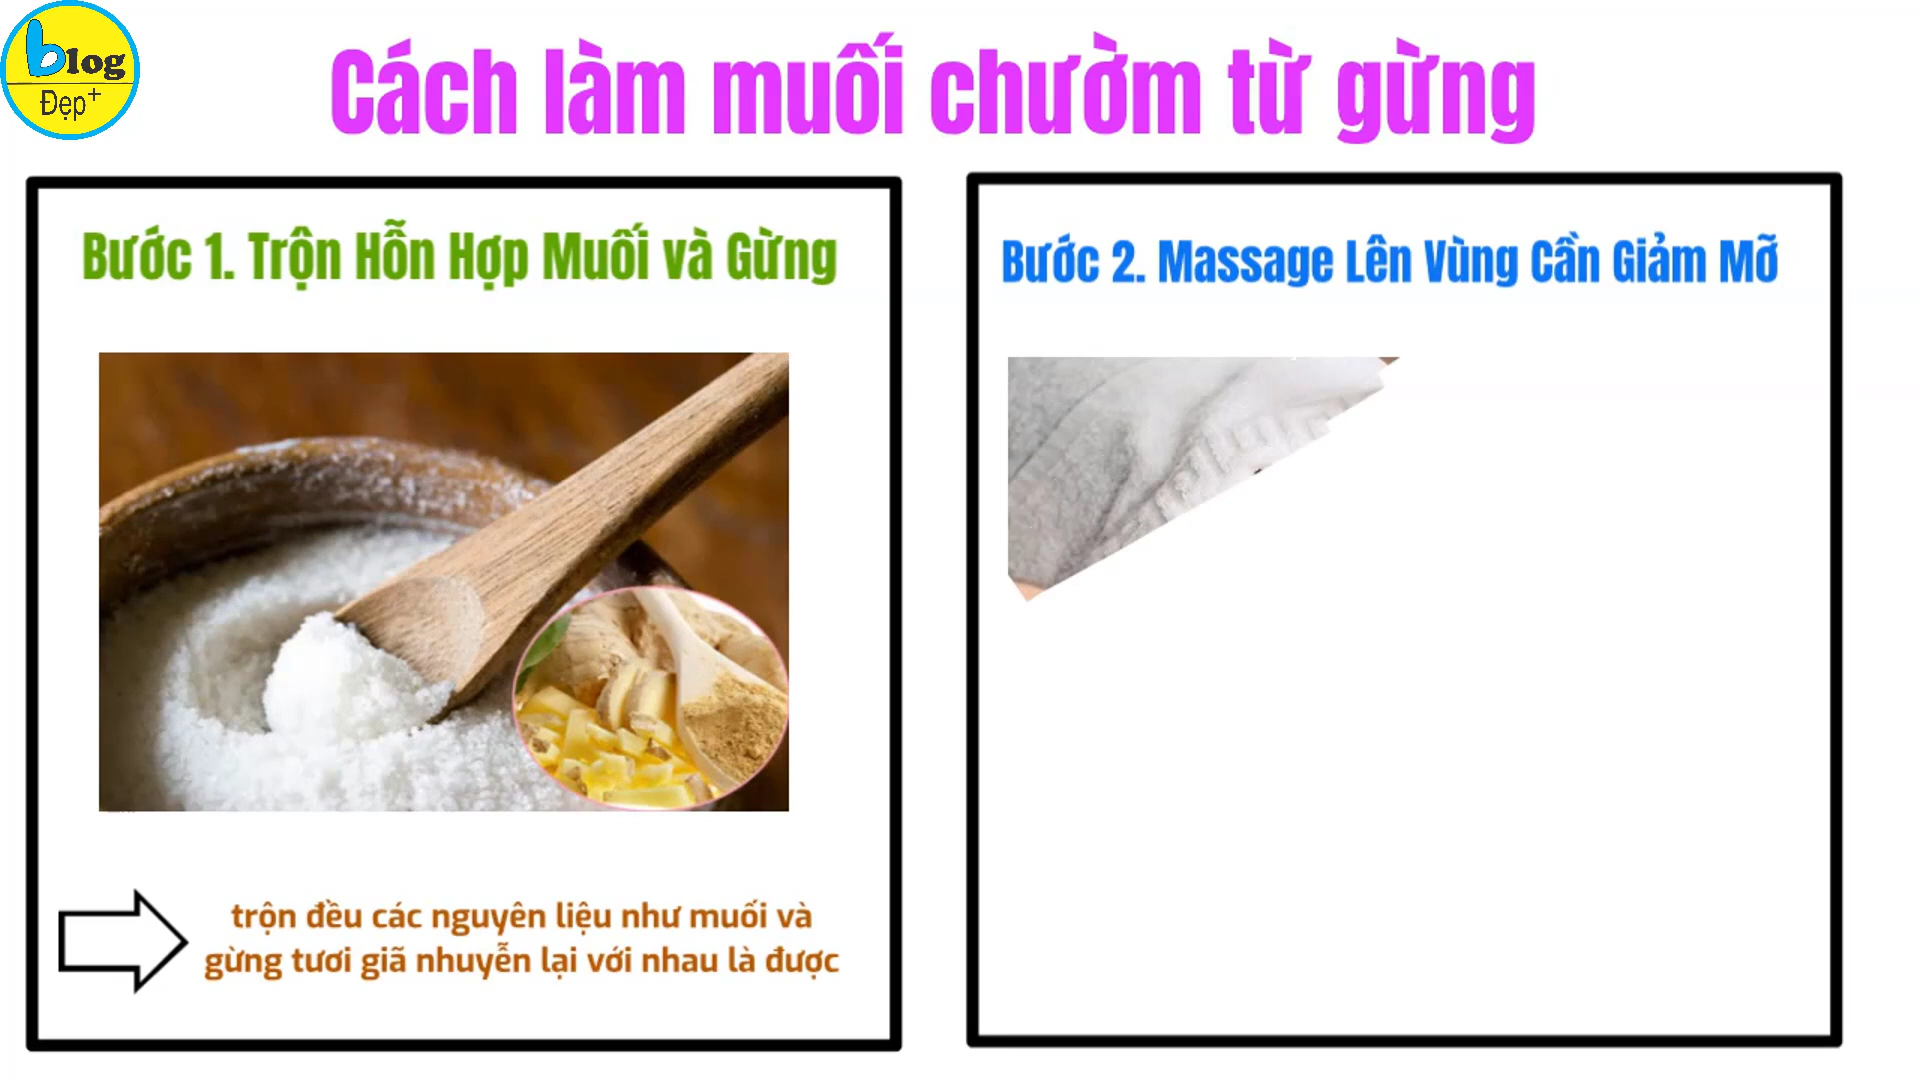 blog
Đẹp+
Cách làm muối chườm từ gừng
Bước 1. Trộn Hỗn Hợp Muối và Gừng
trộn đều các nguyên liệu như muối và
gừng tươi giã nhuyễn lại với nhau là được
Bước 2. Massage Lên Vùng Cần Giảm Mỡ